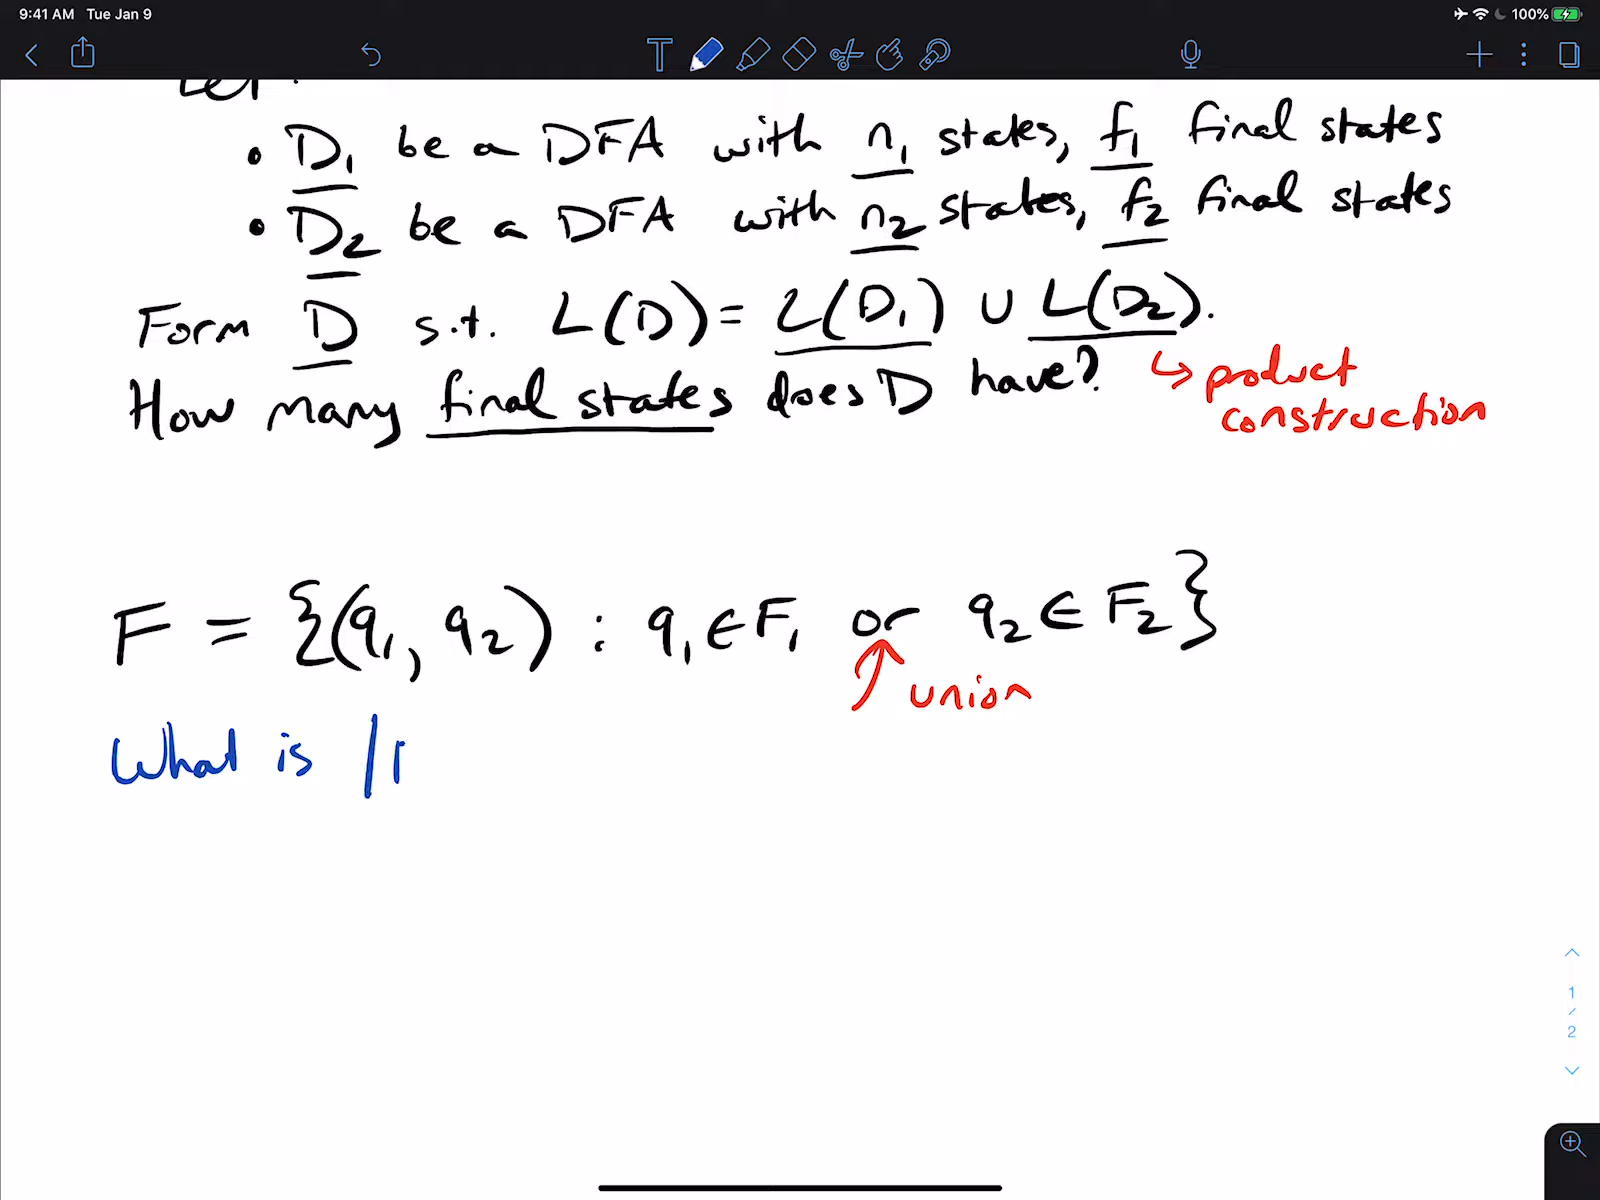 9:41 AM Tue Jan 9
100%
Let:
• D₁ be a DFA with n₁ states, f₁ final states
• D₂ be a DFA with n₂ states, f₂ final states
Form D s.t. L(D) = L(D₁) ∪ L(D₂).
How many final states does D have?
↳ product
construction
F = {(q₁, q₂) : q₁ ∈ F₁ or q₂ ∈ F₂}
union
What is |
1
/
2